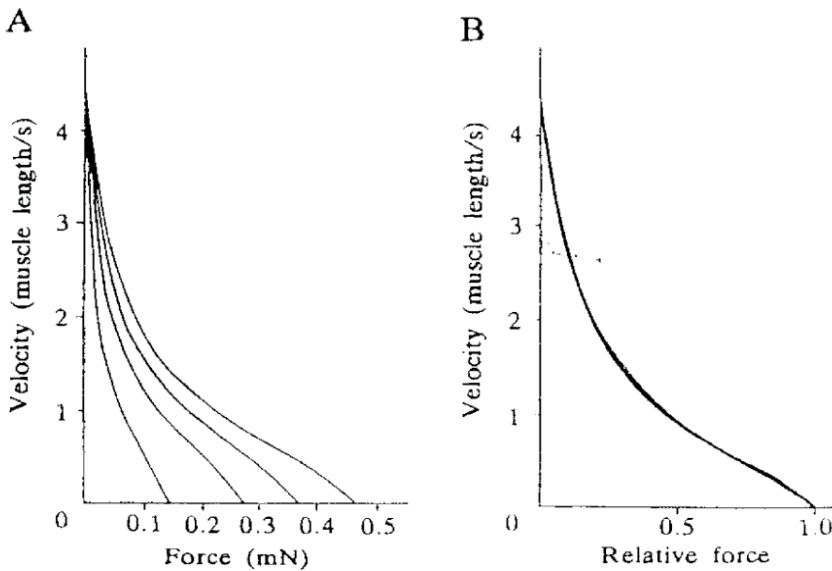 A
Velocity (muscle length/s)
4
3
2
1
0
0.1 0.2 0.3 0.4 0.5
Force (mN)
B
Velocity (muscle length/s)
4
3
2
1
0
0.5 1.0
Relative force